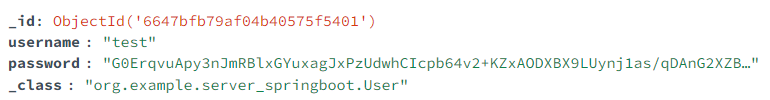 _id: ObjectId('6647bfb79af04b40575f5401')
username : "test"
password : "G0ErqvuApy3nJmRBlxGYuxagJxPzUdwhCIcpb64v2+KZxAODXBX9LUynj1as/qDAnG2XZB…"
_class : "org.example.server_springboot.User"